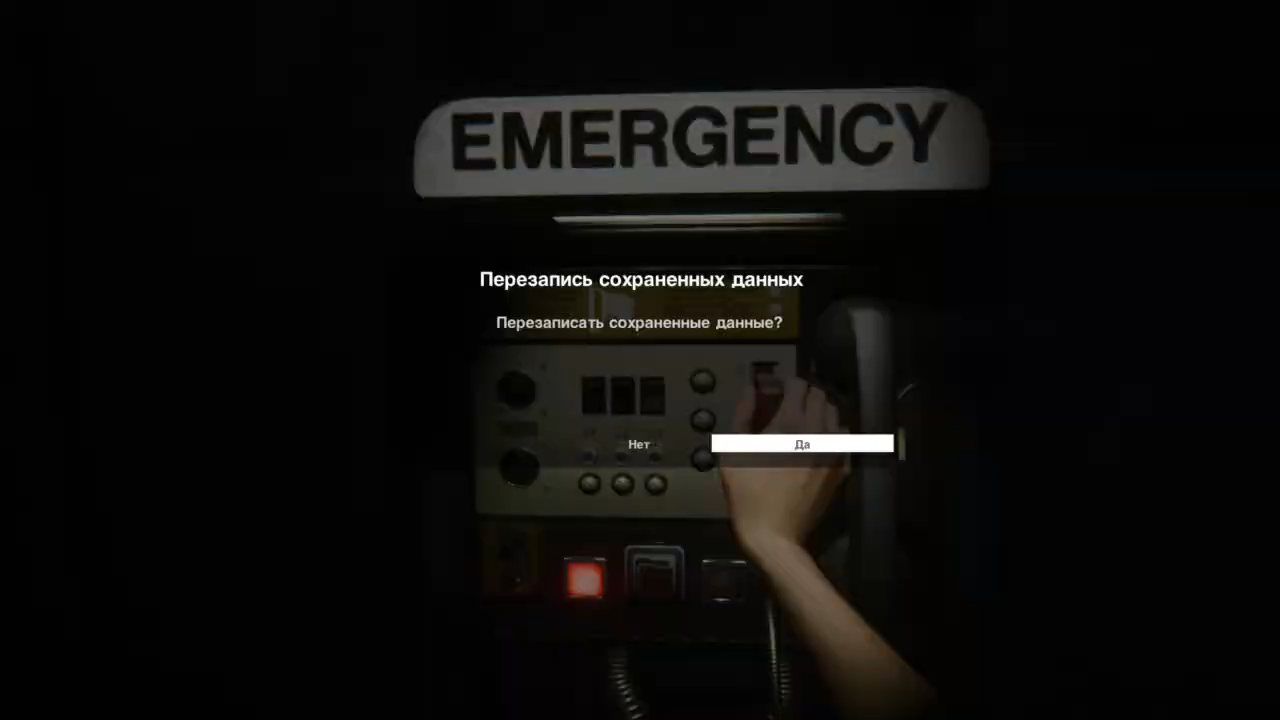 EMERGENCY
Перезапись сохраненных данных
Перезаписать сохраненные данные?
Нет
Да